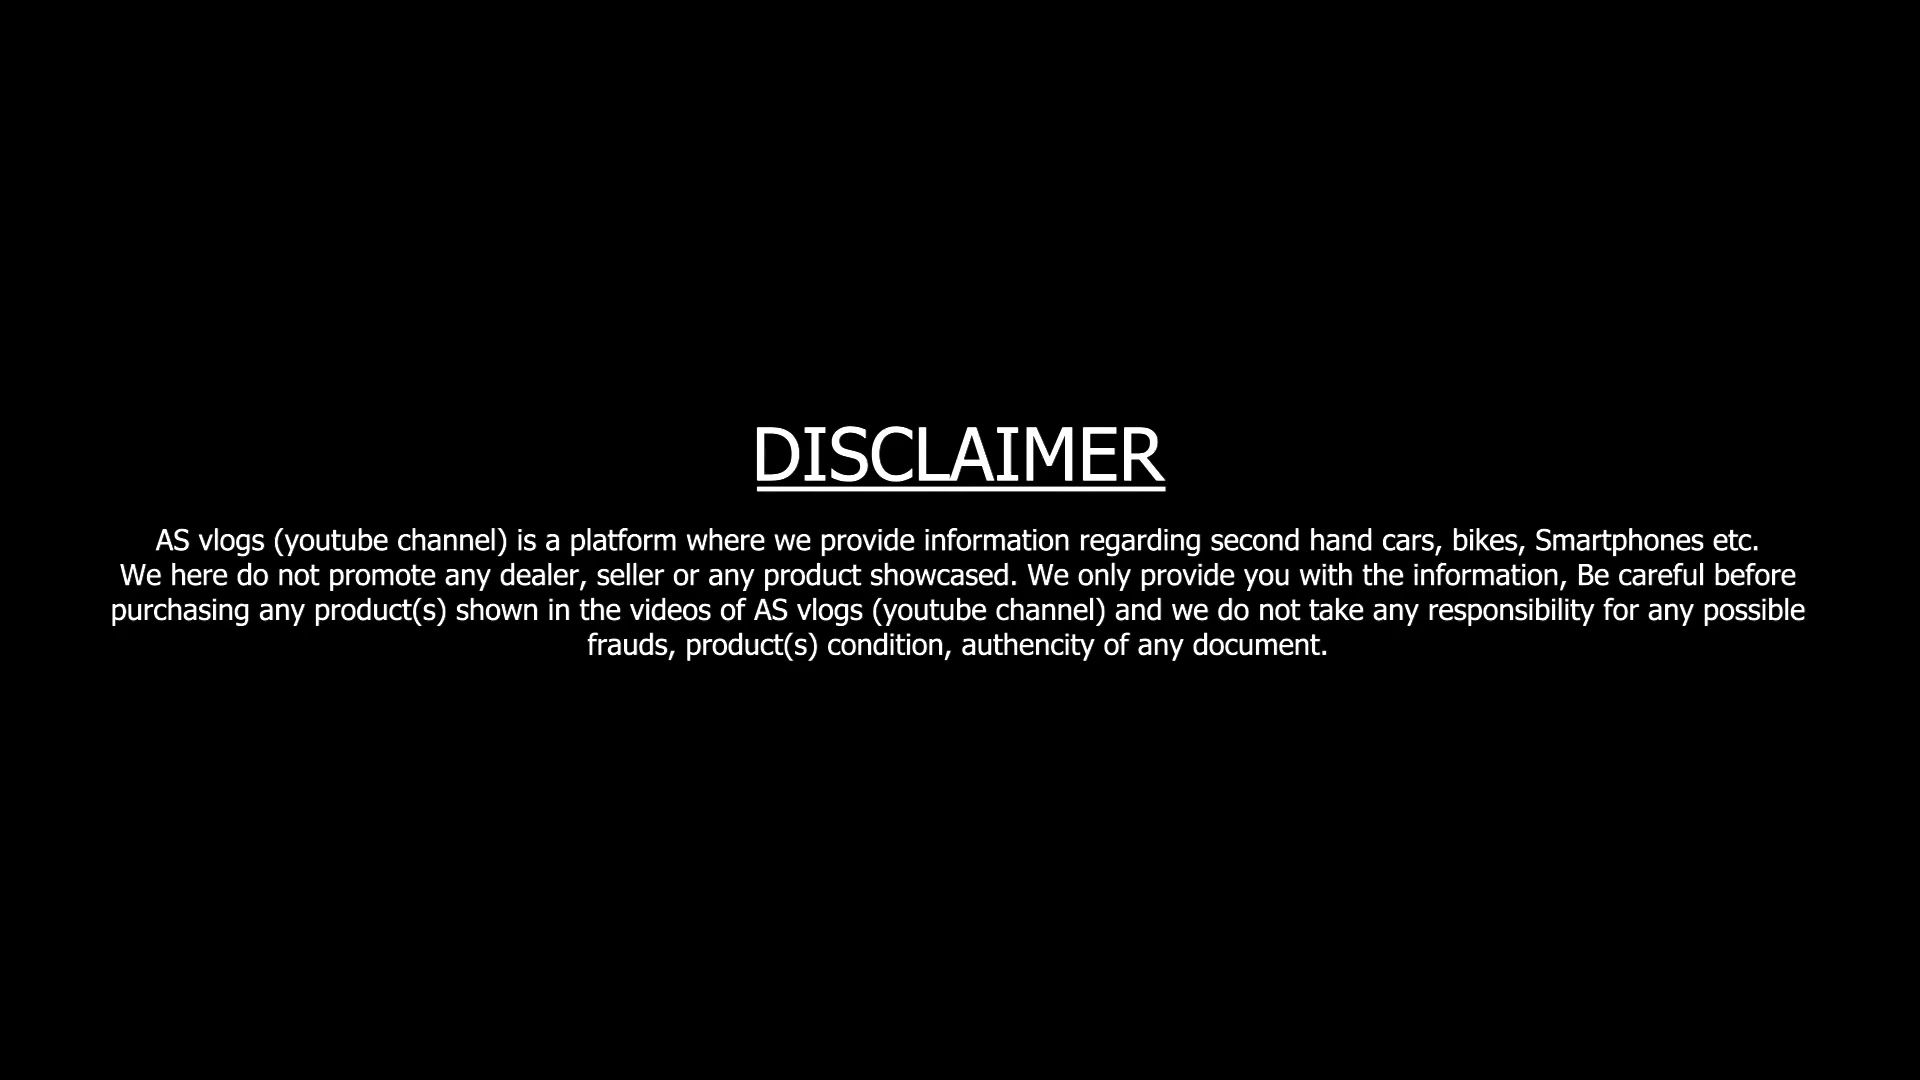 DISCLAIMER
AS vlogs (youtube channel) is a platform where we provide information regarding second hand cars, bikes, Smartphones etc.
We here do not promote any dealer, seller or any product showcased. We only provide you with the information, Be careful before
purchasing any product(s) shown in the videos of AS vlogs (youtube channel) and we do not take any responsibility for any possible
frauds, product(s) condition, authencity of any document.